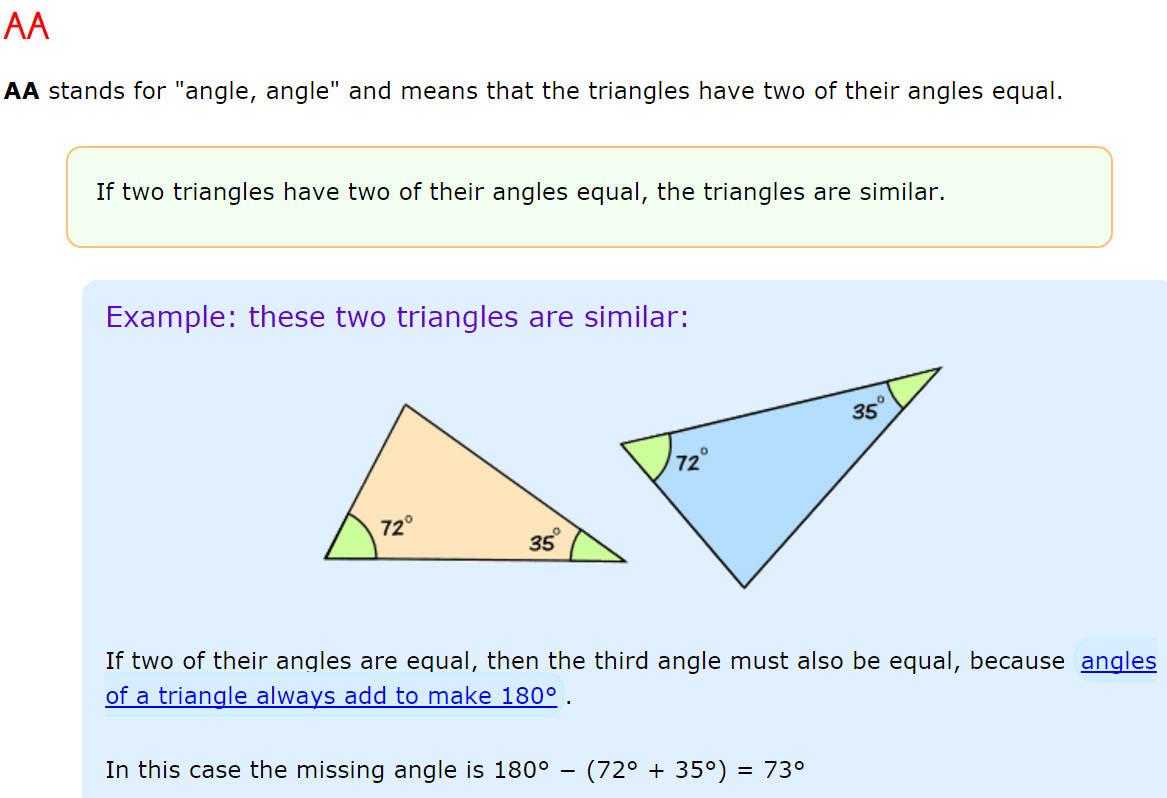 AA
AA stands for "angle, angle" and means that the triangles have two of their angles equal.
If two triangles have two of their angles equal, the triangles are similar.
Example: these two triangles are similar:
72°
35°
72°
35°
If two of their angles are equal, then the third angle must also be equal, because angles
of a triangle always add to make 180°.
In this case the missing angle is 180° − (72° + 35°) = 73°